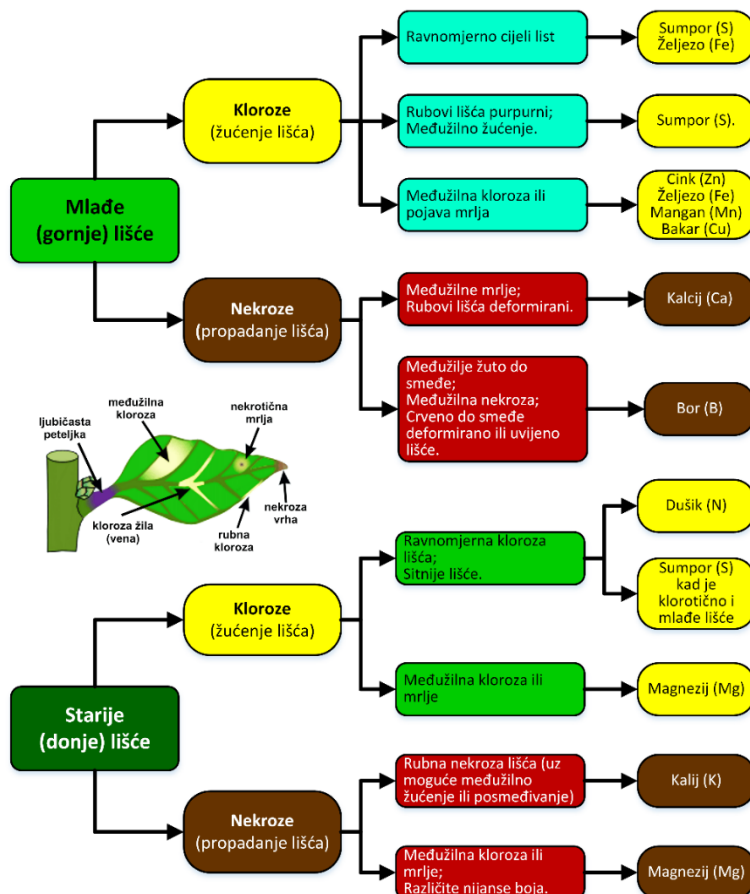 Mlađe
(gornje) lišće
Kloroze
(žućenje lišća)
Ravnomjerno cijeli list
Sumpor (S)
Željezo (Fe)
Rubovi lišća purpurni;
Međužilno žućenje.
Sumpor (S).
Međužilna kloroza ili
pojava mrlja
Cink (Zn)
Željezo (Fe)
Mangan (Mn)
Bakar (Cu)
Nekroze
(propadanje lišća)
Međužilne mrlje;
Rubovi lišća deformirani.
Kalcij (Ca)
Međužilje žuto do
smeđe;
Međužilna nekroza;
Crveno do smeđe
deformirano ili uvijeno
lišće.
Bor (B)
ljubičasta
peteljka
međužilna
kloroza
nekrotična
mrlja
kloroza žila
(vena)
rubna
kloroza
nekroza
vrha
Starije
(donje) lišće
Kloroze
(žućenje lišća)
Ravnomjerna kloroza
lišća;
Sitnije lišće.
Dušik (N)
Sumpor (S)
kad je
klorotično i
mlađe lišće
Međužilna kloroza ili
mrlje
Magnezij (Mg)
Nekroze
(propadanje lišća)
Rubna nekroza lišća (uz
moguće međužilno
žućenje ili posmeđivanje)
Kalij (K)
Međužilna kloroza ili
mrlje;
Različite nijanse boja.
Magnezij (Mg)